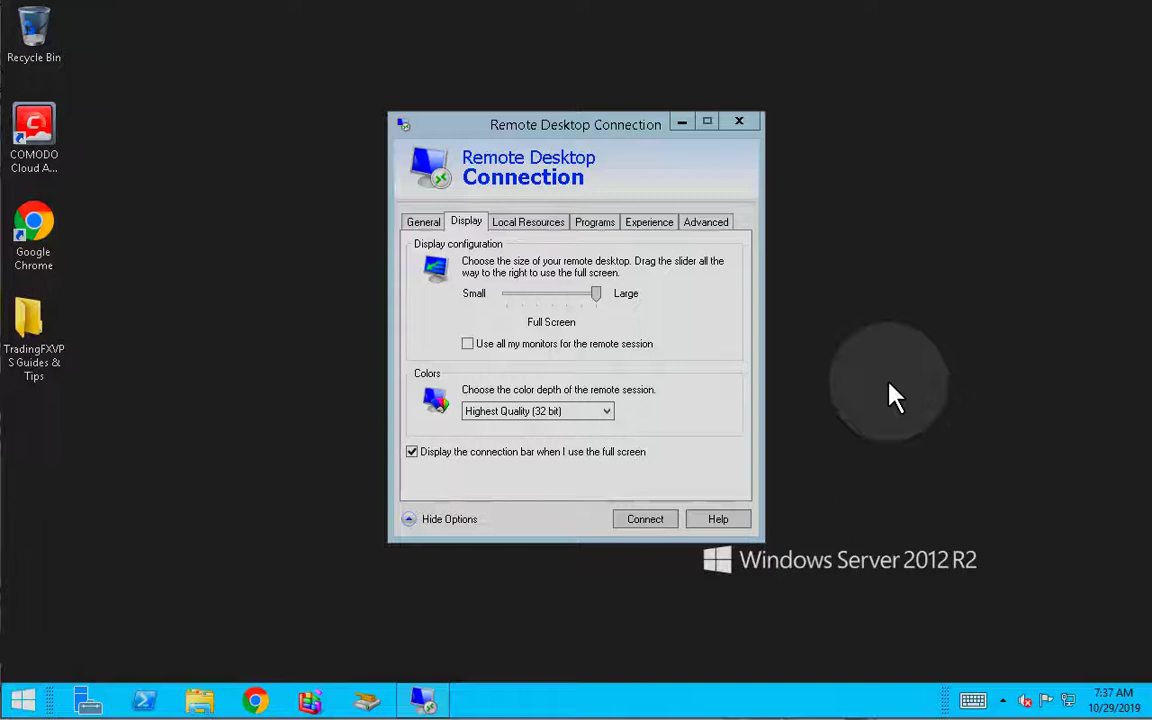 Recycle Bin
COMODO
Cloud A...
Google
Chrome
TradingFXVP
S Guides &
Tips
Remote Desktop Connection
Remote Desktop
Connection
General Display Local Resources Programs Experience Advanced
Display configuration
Choose the size of your remote desktop. Drag the slider all the
way to the right to use the full screen.
Small Large
Full Screen
Use all my monitors for the remote session
Colors
Choose the color depth of the remote session.
Highest Quality (32 bit)
Display the connection bar when I use the full screen
Hide Options Connect Help
Windows Server 2012 R2
7:37 AM
10/29/2019